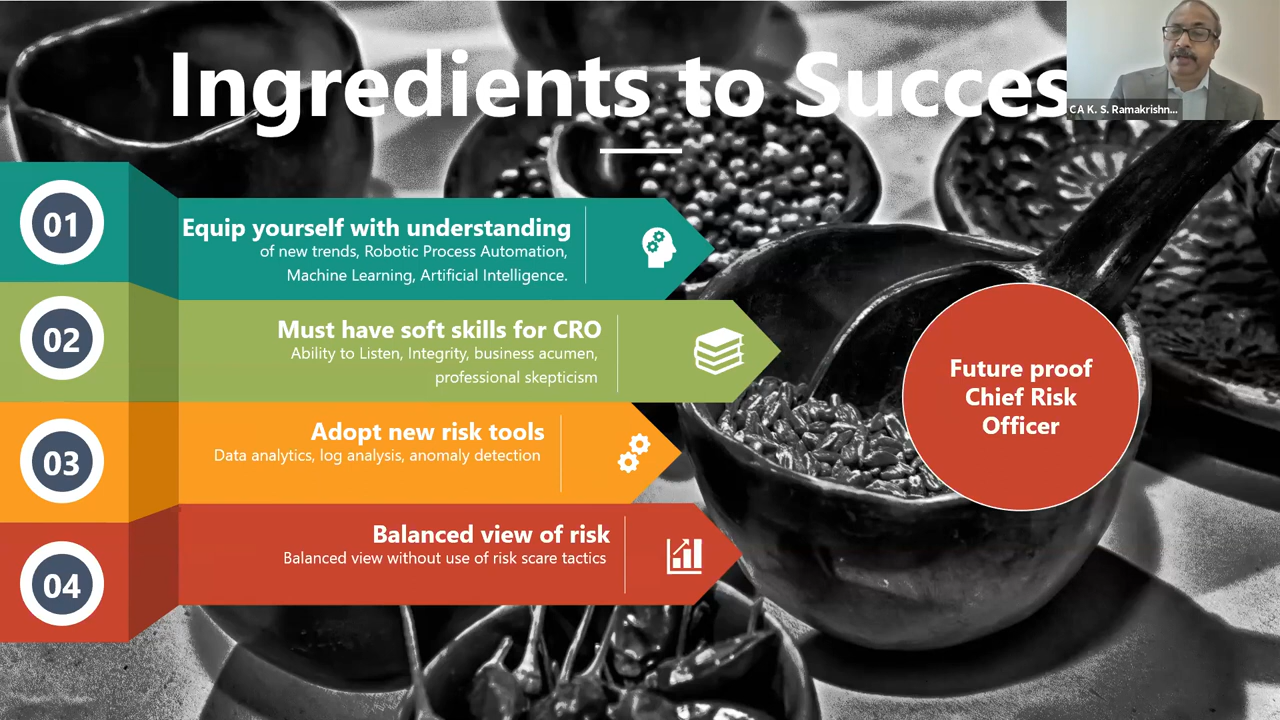 Ingredients to Succes
CA K. S. Ramakrishn...
01
Equip yourself with understanding
of new trends, Robotic Process Automation,
Machine Learning, Artificial Intelligence.
02
Must have soft skills for CRO
Ability to Listen, Integrity, business acumen,
professional skepticism
03
Adopt new risk tools
Data analytics, log analysis, anomaly detection
04
Balanced view of risk
Balanced view without use of risk scare tactics
Future proof
Chief Risk
Officer